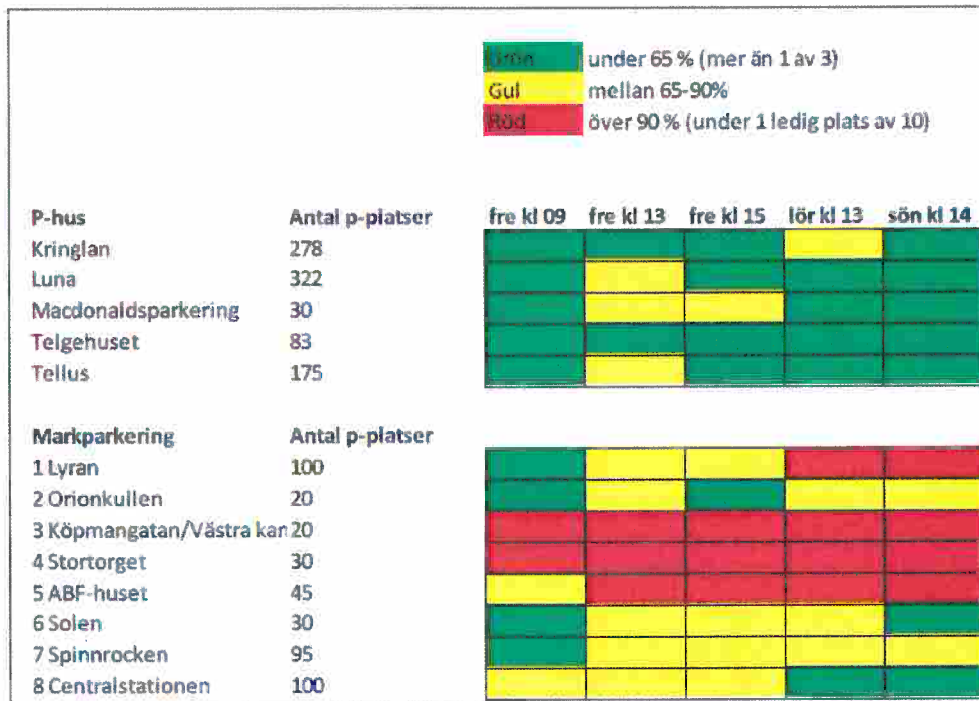 Grön under 65 % (mer än 1 av 3)
Gul mellan 65-90%
Röd över 90 % (under 1 ledig plats av 10)
P-hus Antal p-platser fre kl 09 fre kl 13 fre kl 15 lör kl 13 sön kl 14
Kringlan 278
Luna 322
Macdonaldsparkering 30
Telgehuset 83
Tellus 175
Markparkering Antal p-platser
1 Lyran 100
2 Orionkullen 20
3 Köpmangatan/Västra kan 20
4 Stortorget 30
5 ABF-huset 45
6 Solen 30
7 Spinnrocken 95
8 Centralstationen 100